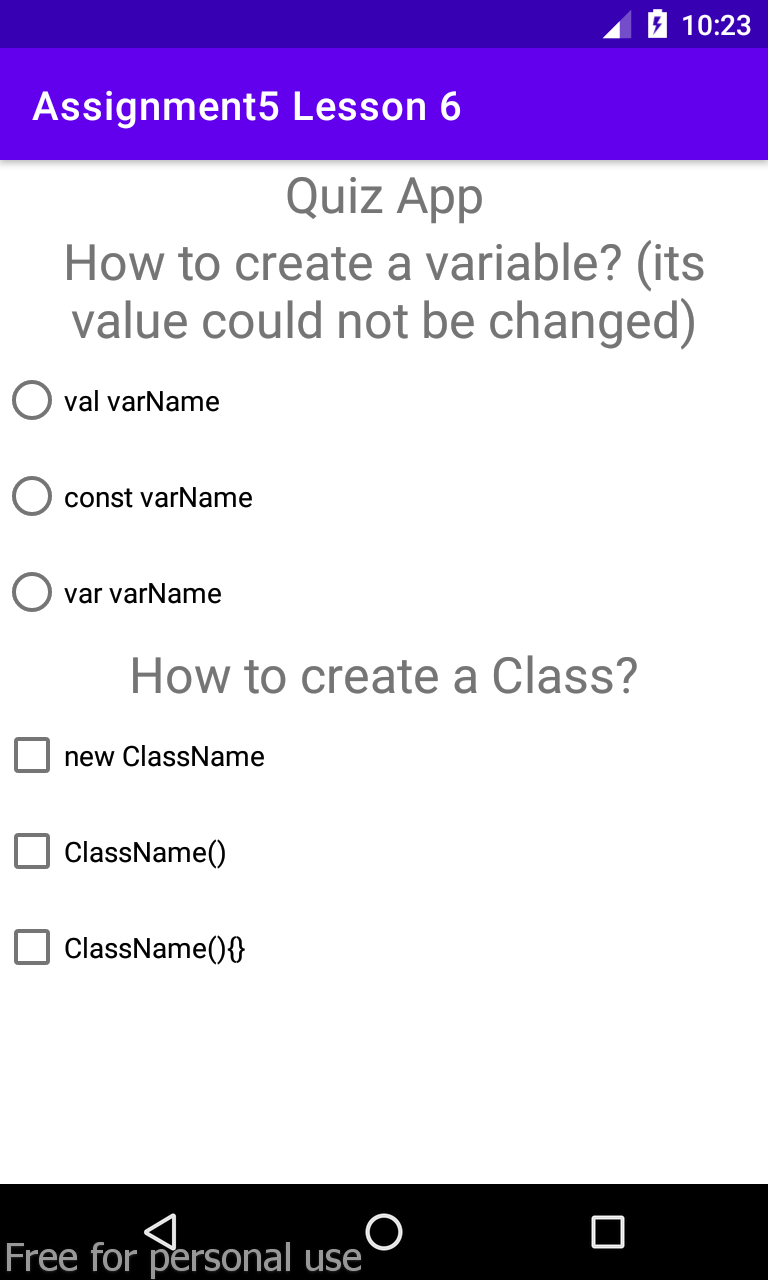 10:23
Assignment5 Lesson 6
Quiz App
How to create a variable? (its
value could not be changed)
val varName
const varName
var varName
How to create a Class?
new ClassName
ClassName()
ClassName(){}
Free for personal use